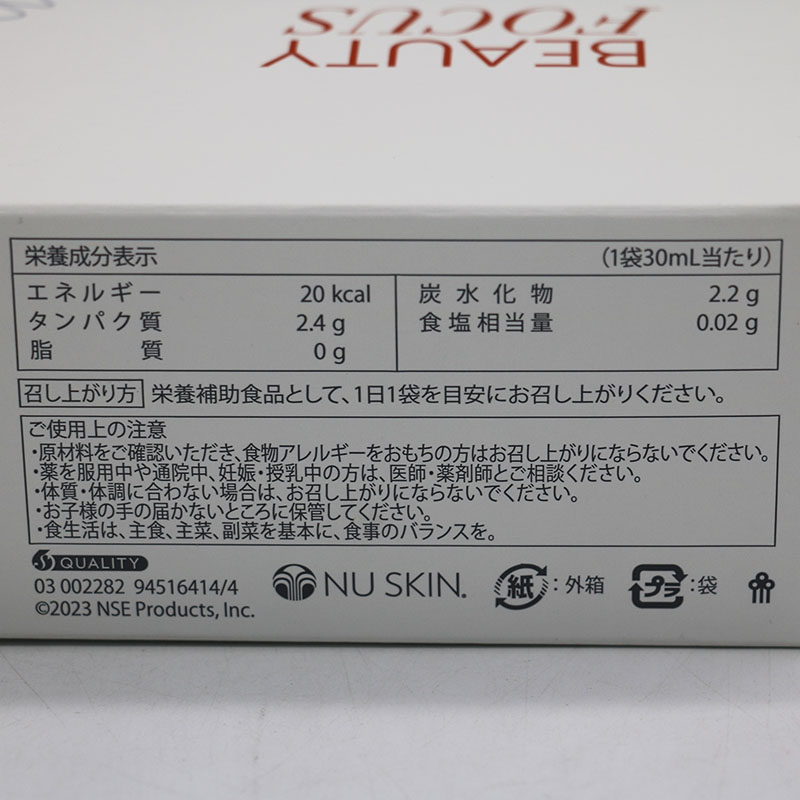 BEAUTY
FOCUS
栄養成分表示 (1袋30mL当たり)
エネルギー 20 kcal 炭水化物 2.2 g
タンパク質 2.4 g 食塩相当量 0.02 g
脂質 0 g
召し上がり方 栄養補助食品として、1日1袋を目安にお召し上がりください。
ご使用上の注意
・原材料をご確認いただき、食物アレルギーをおもちの方はお召し上がりにならないでください。
・薬を服用中や通院中、妊娠・授乳中の方は、医師・薬剤師とご相談ください。
・体質・体調に合わない場合は、お召し上がりにならないでください。
・お子様の手の届かないところに保管してください。
・食生活は、主食、主菜、副菜を基本に、食事のバランスを。
QUALITY
03 002282 94516414/4
©2023 NSE Products, Inc.
NU SKIN.
紙:外箱
プラ:袋